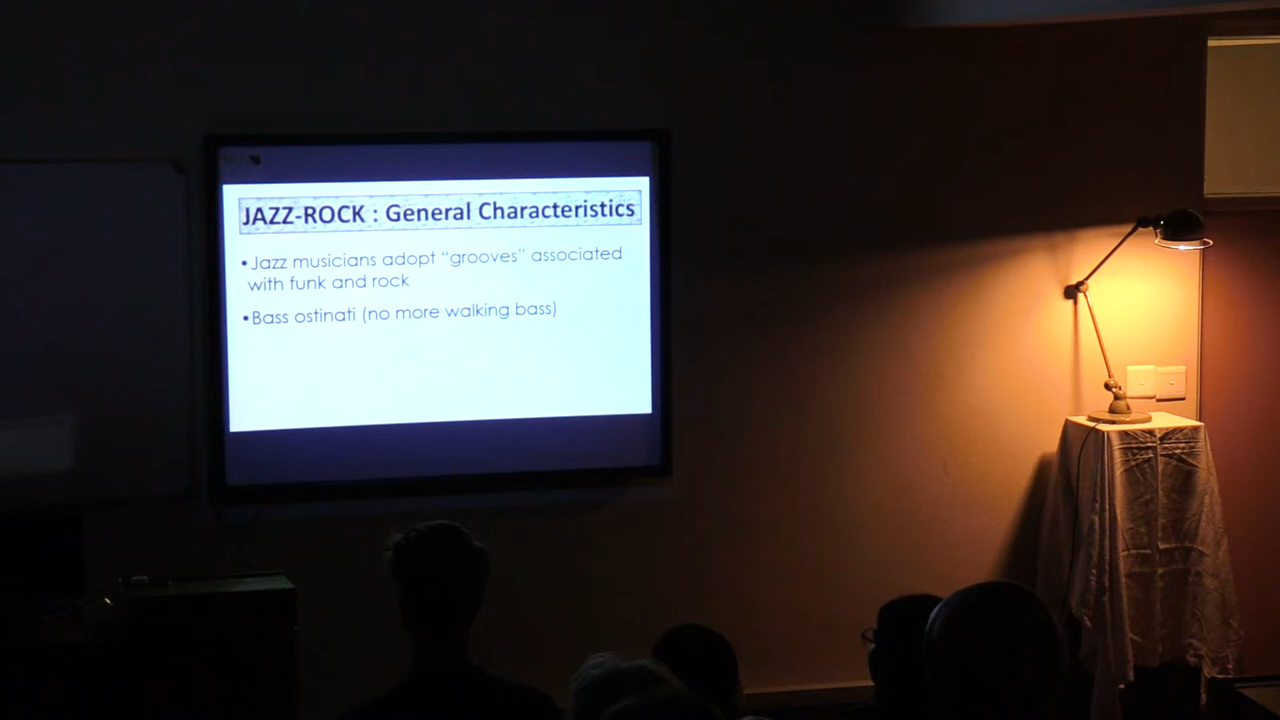 JAZZ-ROCK : General Characteristics
• Jazz musicians adopt “grooves” associated
with funk and rock
• Bass ostinati (no more walking bass)